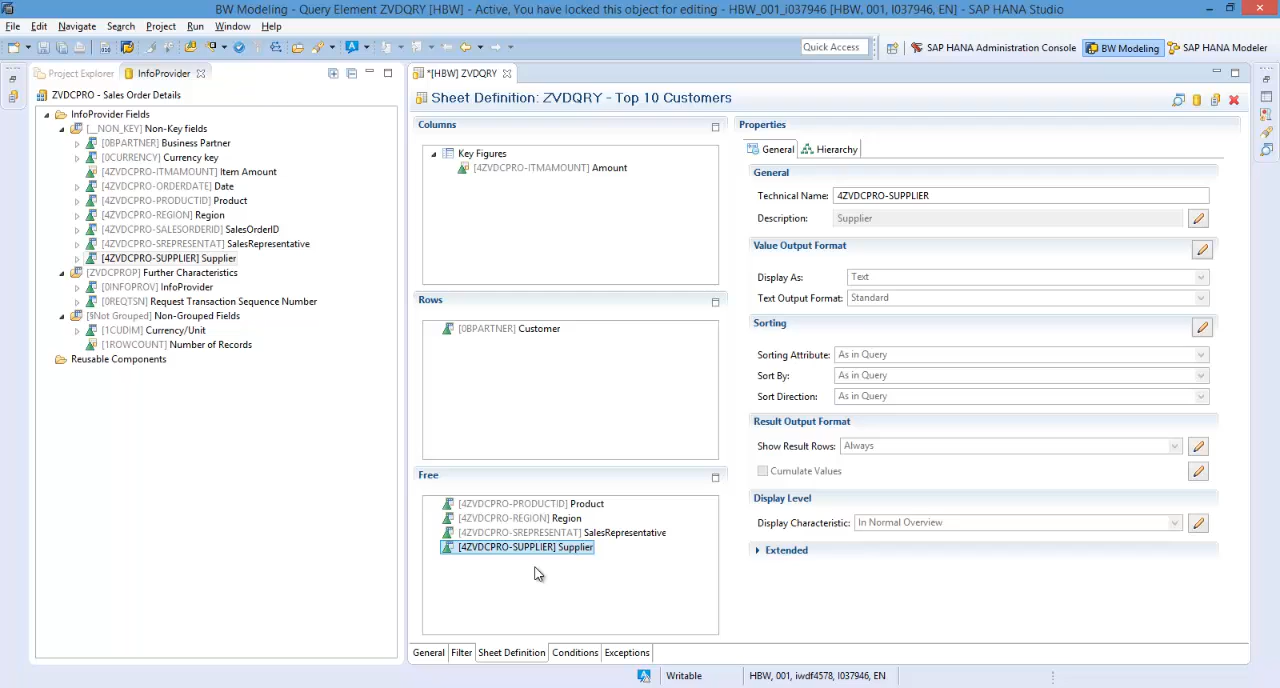 BW Modeling - Query Element ZVDQRY [HBW] - Active, You have locked this object for editing - HBW_001_i037946 [HBW, 001, I037946, EN] - SAP HANA Studio
File Edit Navigate Search Project Run Window Help
Quick Access SAP HANA Administration Console BW Modeling SAP HANA Modeler
Project Explorer InfoProvider
ZVDCPRO - Sales Order Details
InfoProvider Fields
[__NON_KEY] Non-Key fields
[0BPARTNER] Business Partner
[0CURRENCY] Currency key
[4ZVDCPRO-ITMAMOUNT] Item Amount
[4ZVDCPRO-ORDERDATE] Date
[4ZVDCPRO-PRODUCTID] Product
[4ZVDCPRO-REGION] Region
[4ZVDCPRO-SALESORDERID] SalesOrderID
[4ZVDCPRO-SREPRESENTAT] SalesRepresentative
[4ZVDCPRO-SUPPLIER] Supplier
[ZVDCPROP] Further Characteristics
[0INFOPROV] InfoProvider
[0REQTSN] Request Transaction Sequence Number
[§Not Grouped] Non-Grouped Fields
[1CUDIM] Currency/Unit
[1ROWCOUNT] Number of Records
Reusable Components
*[HBW] ZVDQRY
Sheet Definition: ZVDQRY - Top 10 Customers
Columns
Key Figures
[4ZVDCPRO-ITMAMOUNT] Amount
Rows
[0BPARTNER] Customer
Free
[4ZVDCPRO-PRODUCTID] Product
[4ZVDCPRO-REGION] Region
[4ZVDCPRO-SREPRESENTAT] SalesRepresentative
[4ZVDCPRO-SUPPLIER] Supplier
Properties
General Hierarchy
General
Technical Name: 4ZVDCPRO-SUPPLIER
Description: Supplier
Value Output Format
Display As: Text
Text Output Format: Standard
Sorting
Sorting Attribute: As in Query
Sort By: As in Query
Sort Direction: As in Query
Result Output Format
Show Result Rows: Always
Cumulate Values
Display Level
Display Characteristic: In Normal Overview
Extended
General Filter Sheet Definition Conditions Exceptions
Writable HBW, 001, iwdf4578, I037946, EN